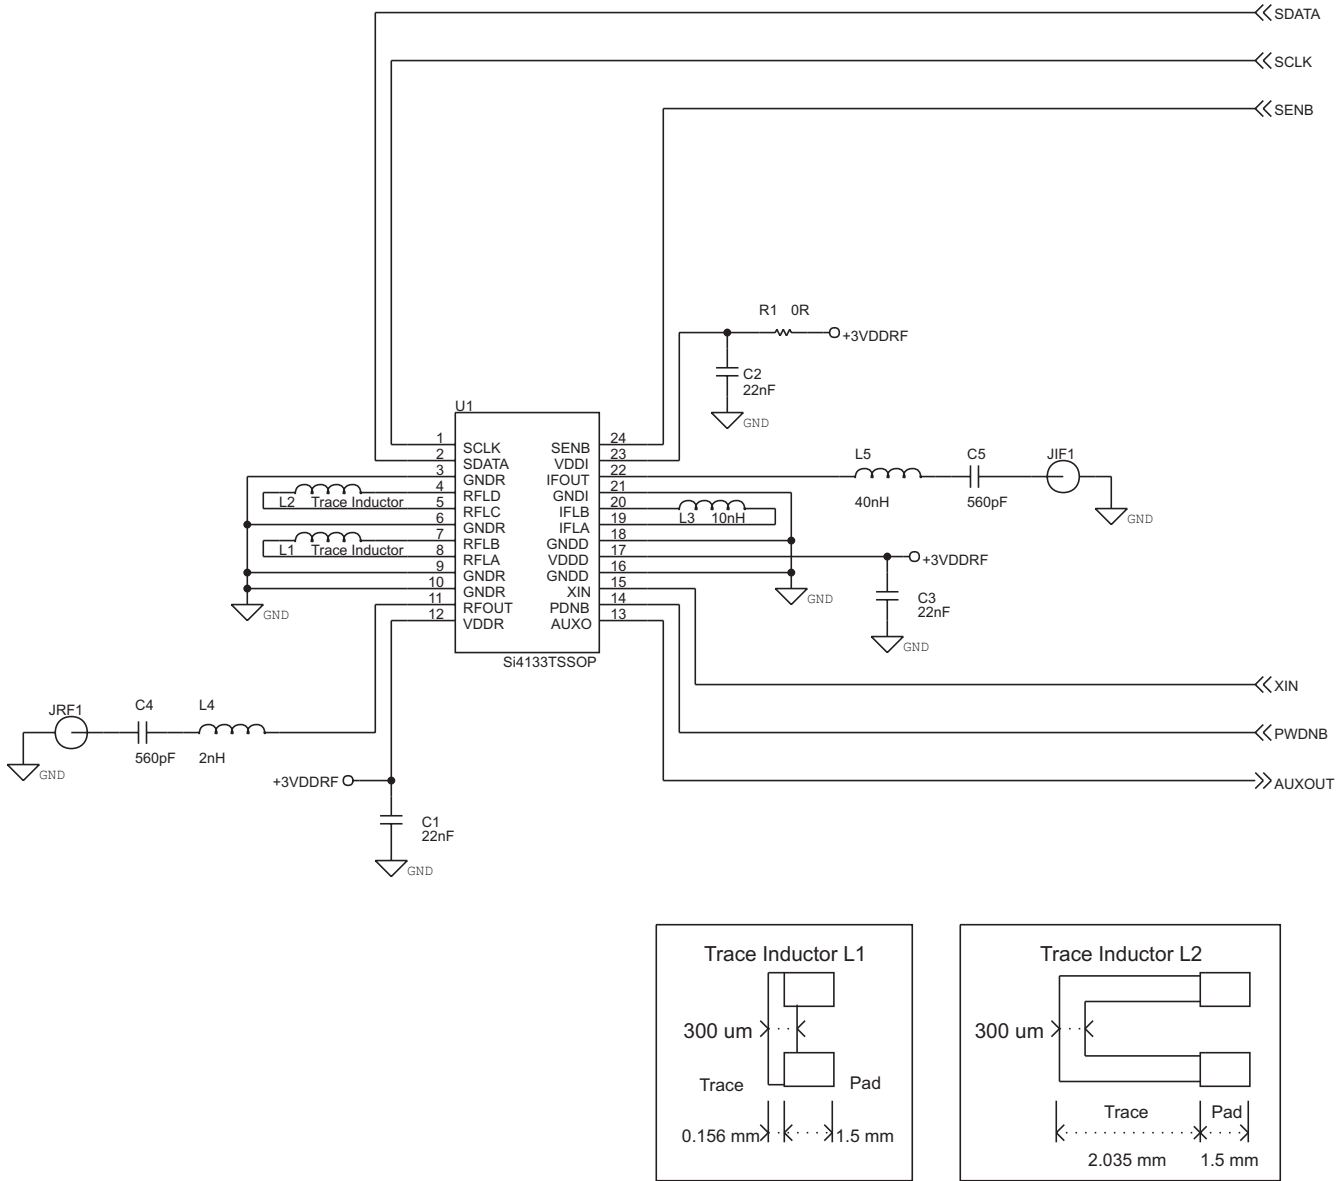 SDATA
SCLK
SENB
R1 0R
+3VDDRF
C2
22nF
GND
U1
1 SCLK SENB 24
2 SDATA VDDI 23
3 GNDR IFOUT 22
4 RFLD GNDI 21
5 RFLC IFLB 20
6 GNDR IFLA 19
7 RFLB GNDD 18
8 RFLA VDDD 17
9 GNDR GNDD 16
10 GNDR XIN 15
11 RFOUT PDNB 14
12 VDDR AUXO 13
Si4133TSSOP
L2 Trace Inductor
L1 Trace Inductor
GND
L5 C5 JIF1
40nH 560pF
GND
L3 10nH
+3VDDRF
GND
C3
22nF
GND
XIN
PWDNB
AUXOUT
JRF1 C4 L4
560pF 2nH
GND
+3VDDRF
C1
22nF
GND
Trace Inductor L1
300 um
Trace Pad
0.156 mm 1.5 mm
Trace Inductor L2
300 um
Trace Pad
2.035 mm 1.5 mm